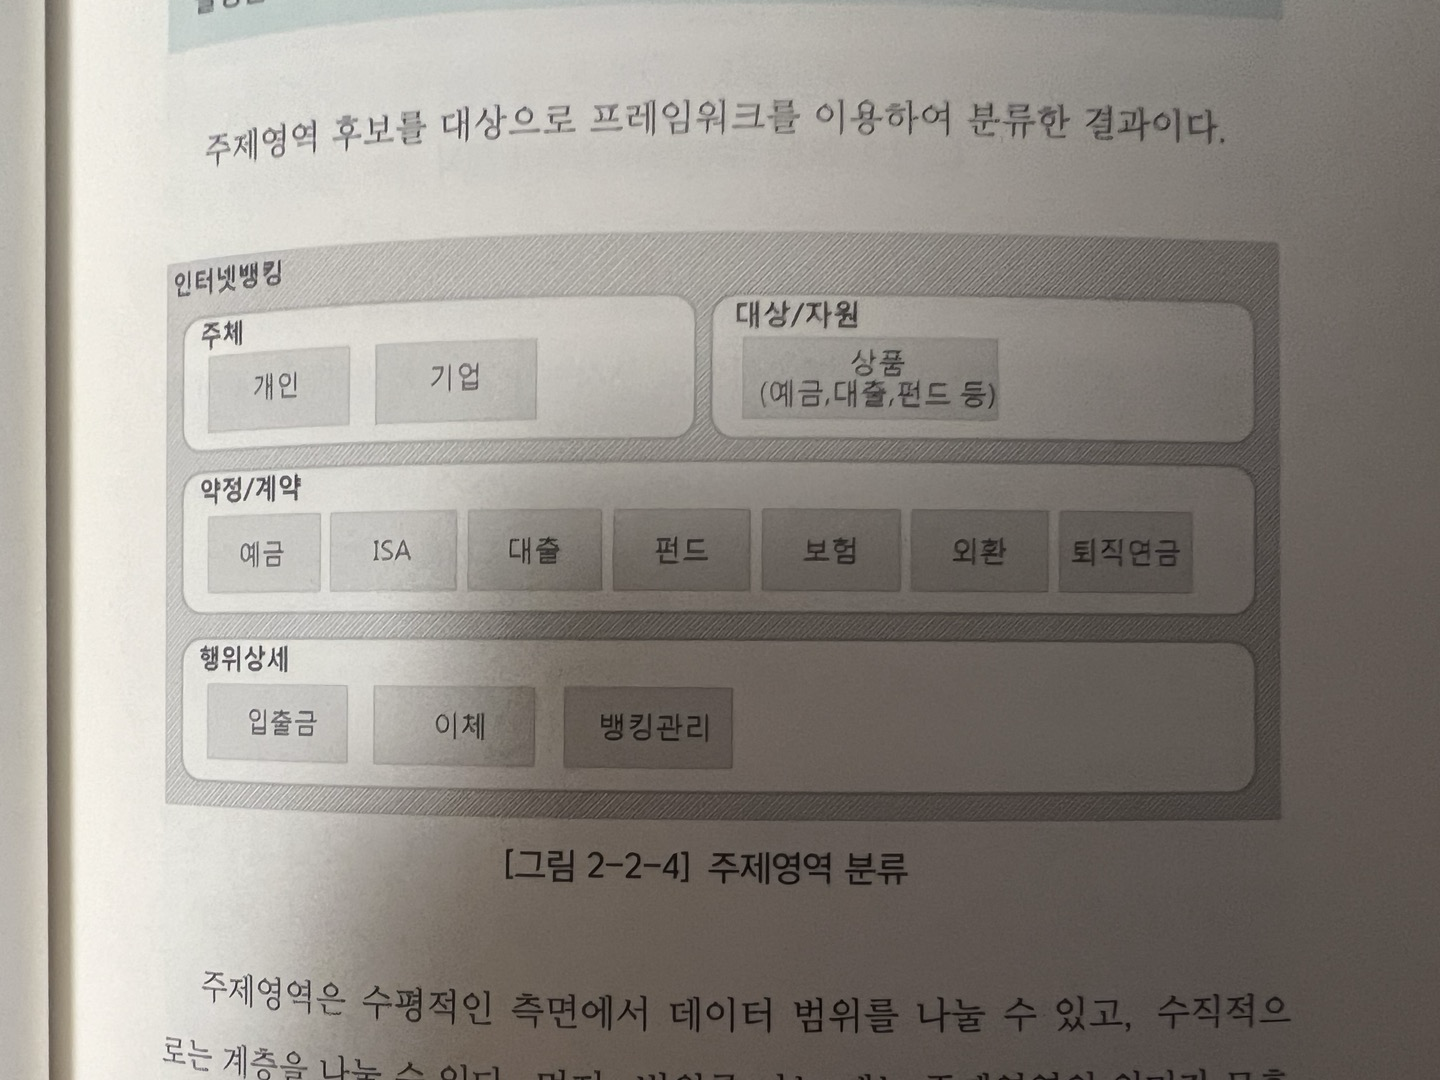 주제영역 후보를 대상으로 프레임워크를 이용하여 분류한 결과이다.
인터넷뱅킹
주체
개인
기업
대상/자원
상품
(예금,대출,펀드 등)
약정/계약
예금
ISA
대출
펀드
보험
외환
퇴직연금
행위상세
입출금
이체
뱅킹관리
[그림 2-2-4] 주제영역 분류
주제영역은 수평적인 측면에서 데이터 범위를 나눌 수 있고, 수직적으
로는 계층을 나눌 수 있다.